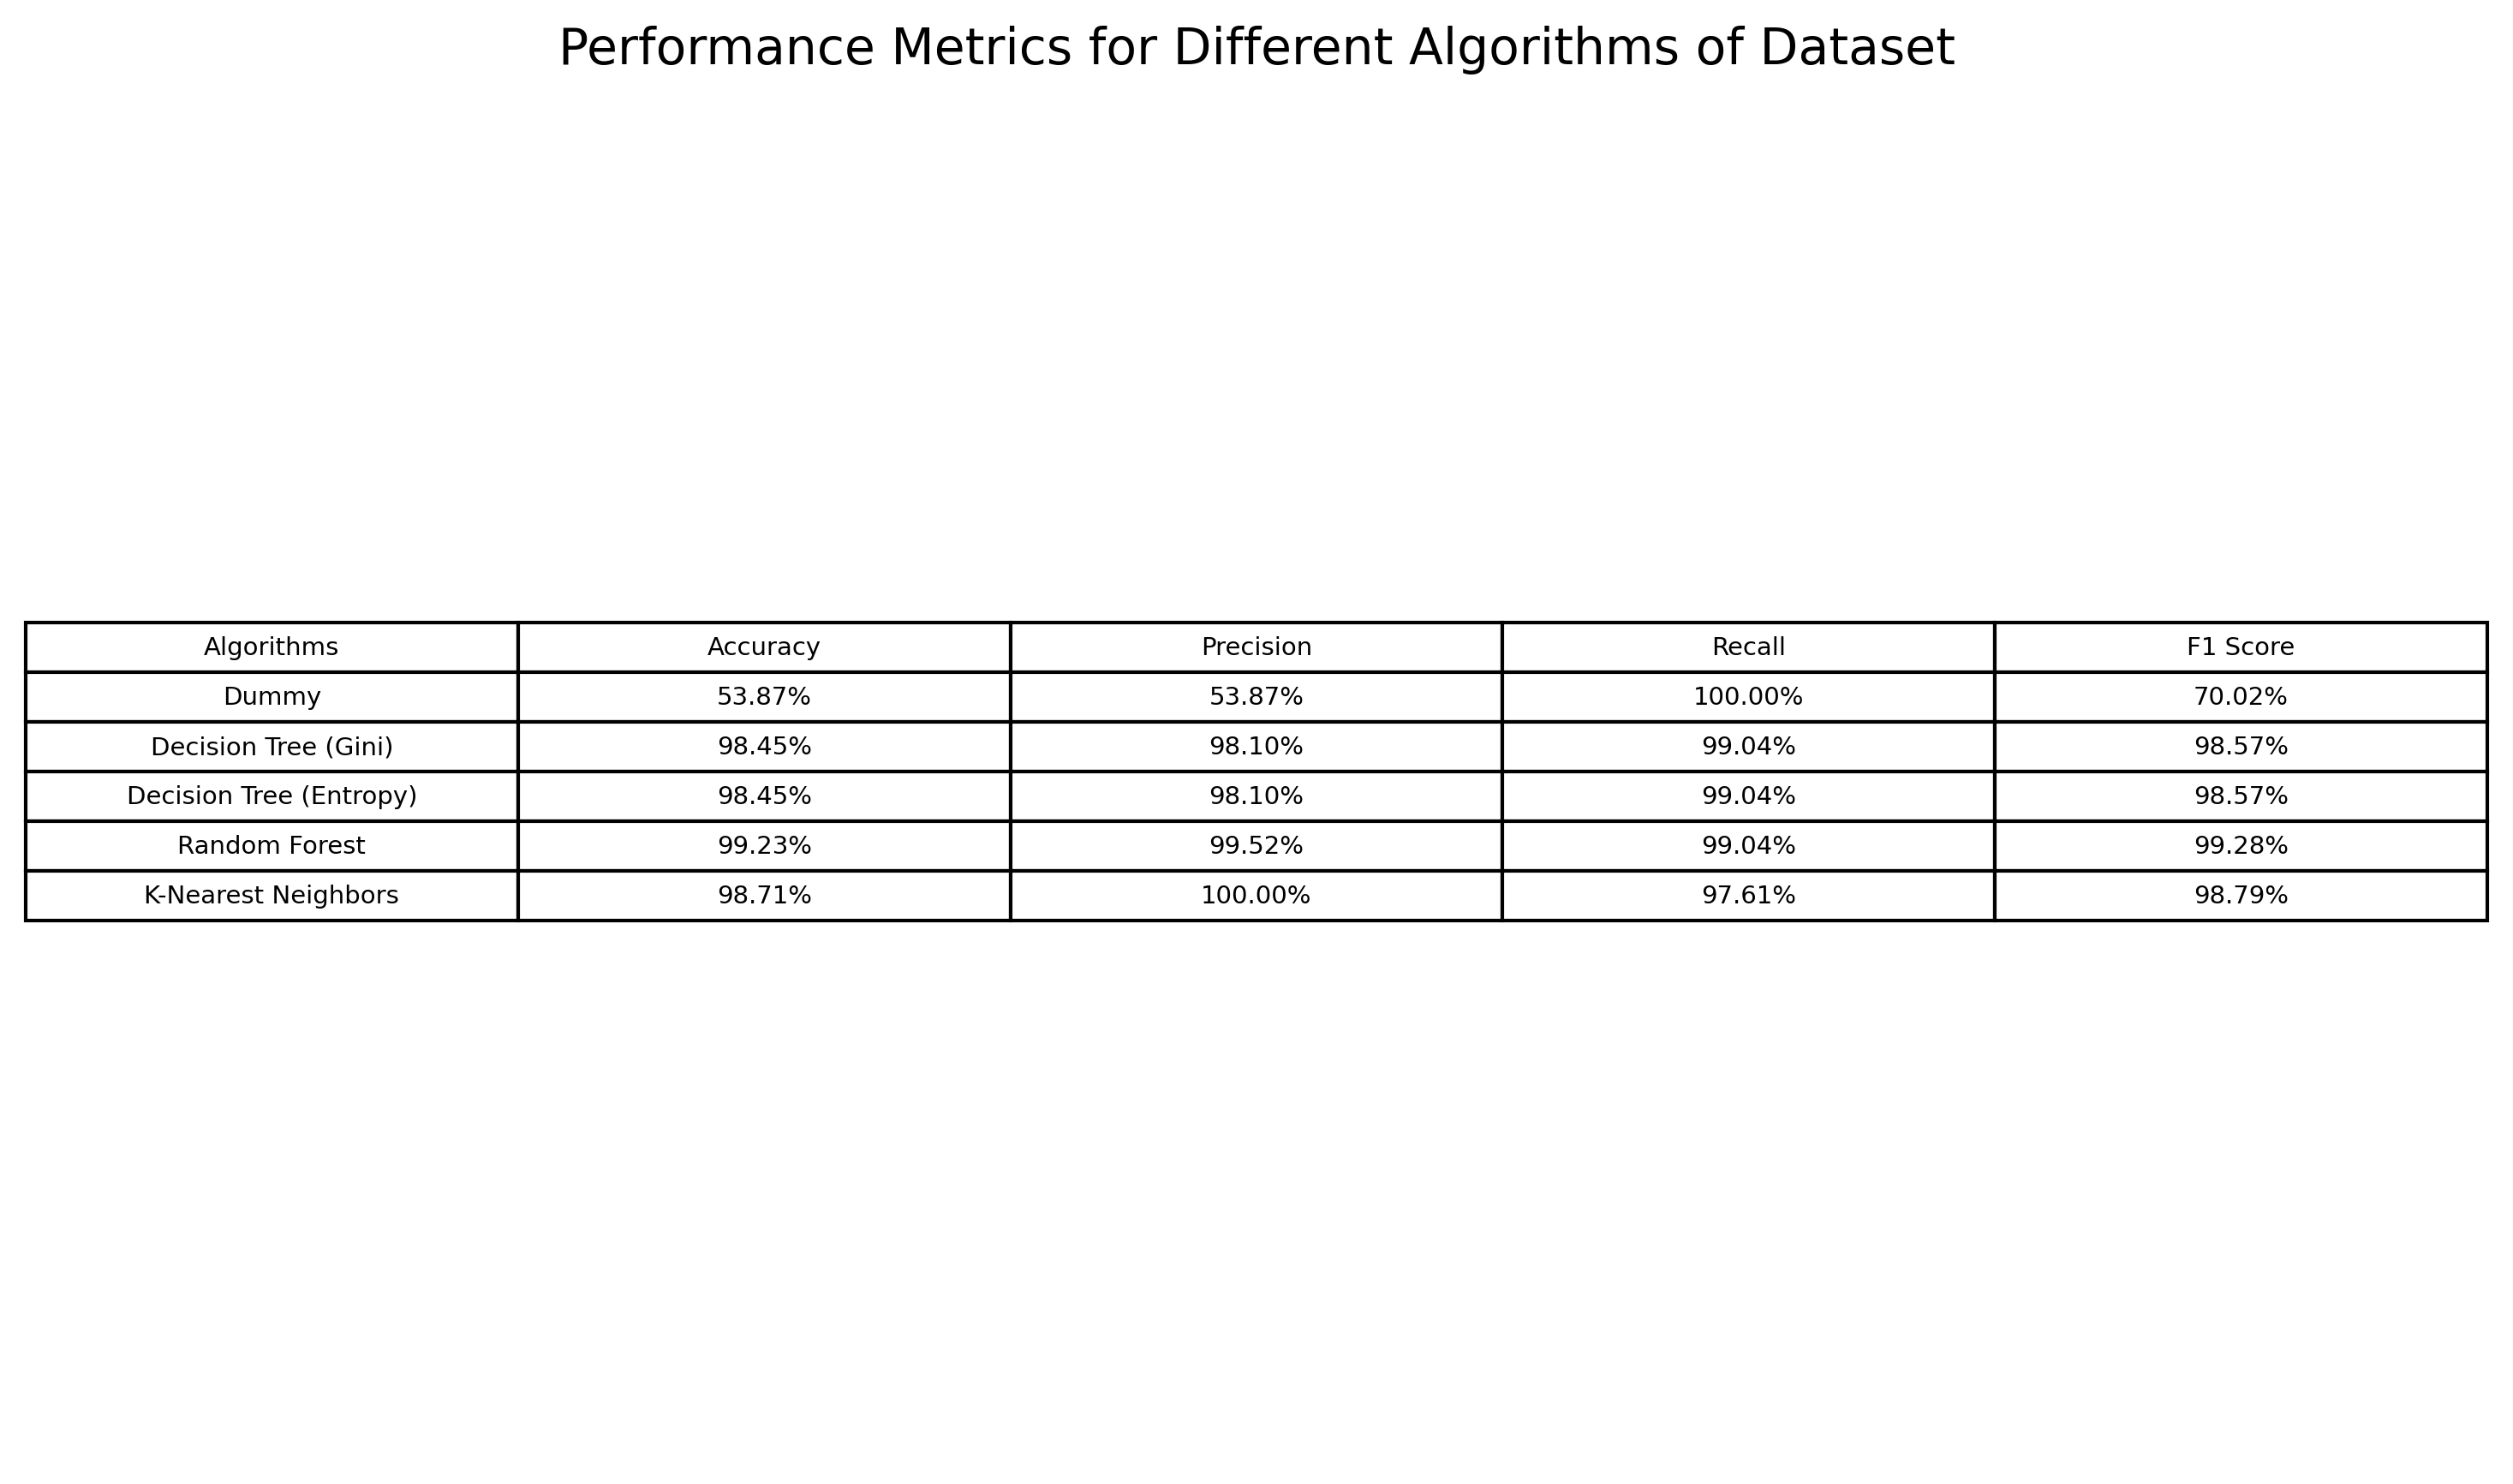 Performance Metrics for Different Algorithms of Dataset
Algorithms Accuracy Precision Recall F1 Score
Dummy 53.87% 53.87% 100.00% 70.02%
Decision Tree (Gini) 98.45% 98.10% 99.04% 98.57%
Decision Tree (Entropy) 98.45% 98.10% 99.04% 98.57%
Random Forest 99.23% 99.52% 99.04% 99.28%
K-Nearest Neighbors 98.71% 100.00% 97.61% 98.79%